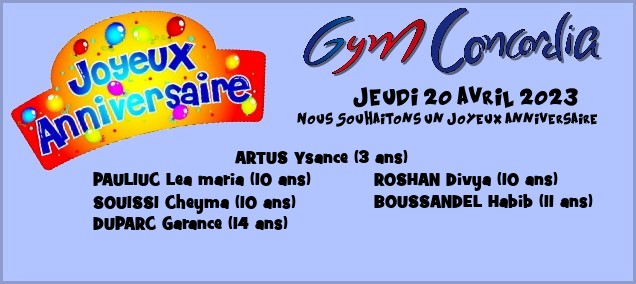 Joyeux
Anniversaire
Gym Concordia
Jeudi 20 Avril 2023
Nous souhaitons un joyeux anniversaire
ARTUS Ysance (3 ans)
PAULIUC Lea maria (10 ans)
ROSHAN Divya (10 ans)
SOUISSI Cheyma (10 ans)
BOUSSANDEL Habib (11 ans)
DUPARC Garance (14 ans)